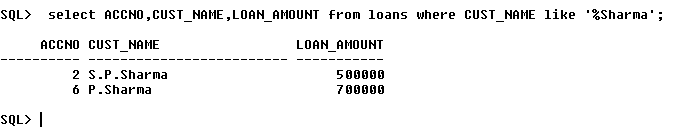 SQL>  select ACCNO,CUST_NAME,LOAN_AMOUNT from loans where CUST_NAME like '%Sharma';
     ACCNO CUST_NAME                LOAN_AMOUNT
---------- ------------------------ -----------
         2 S.P.Sharma                    500000
         6 P.Sharma                      700000
SQL>